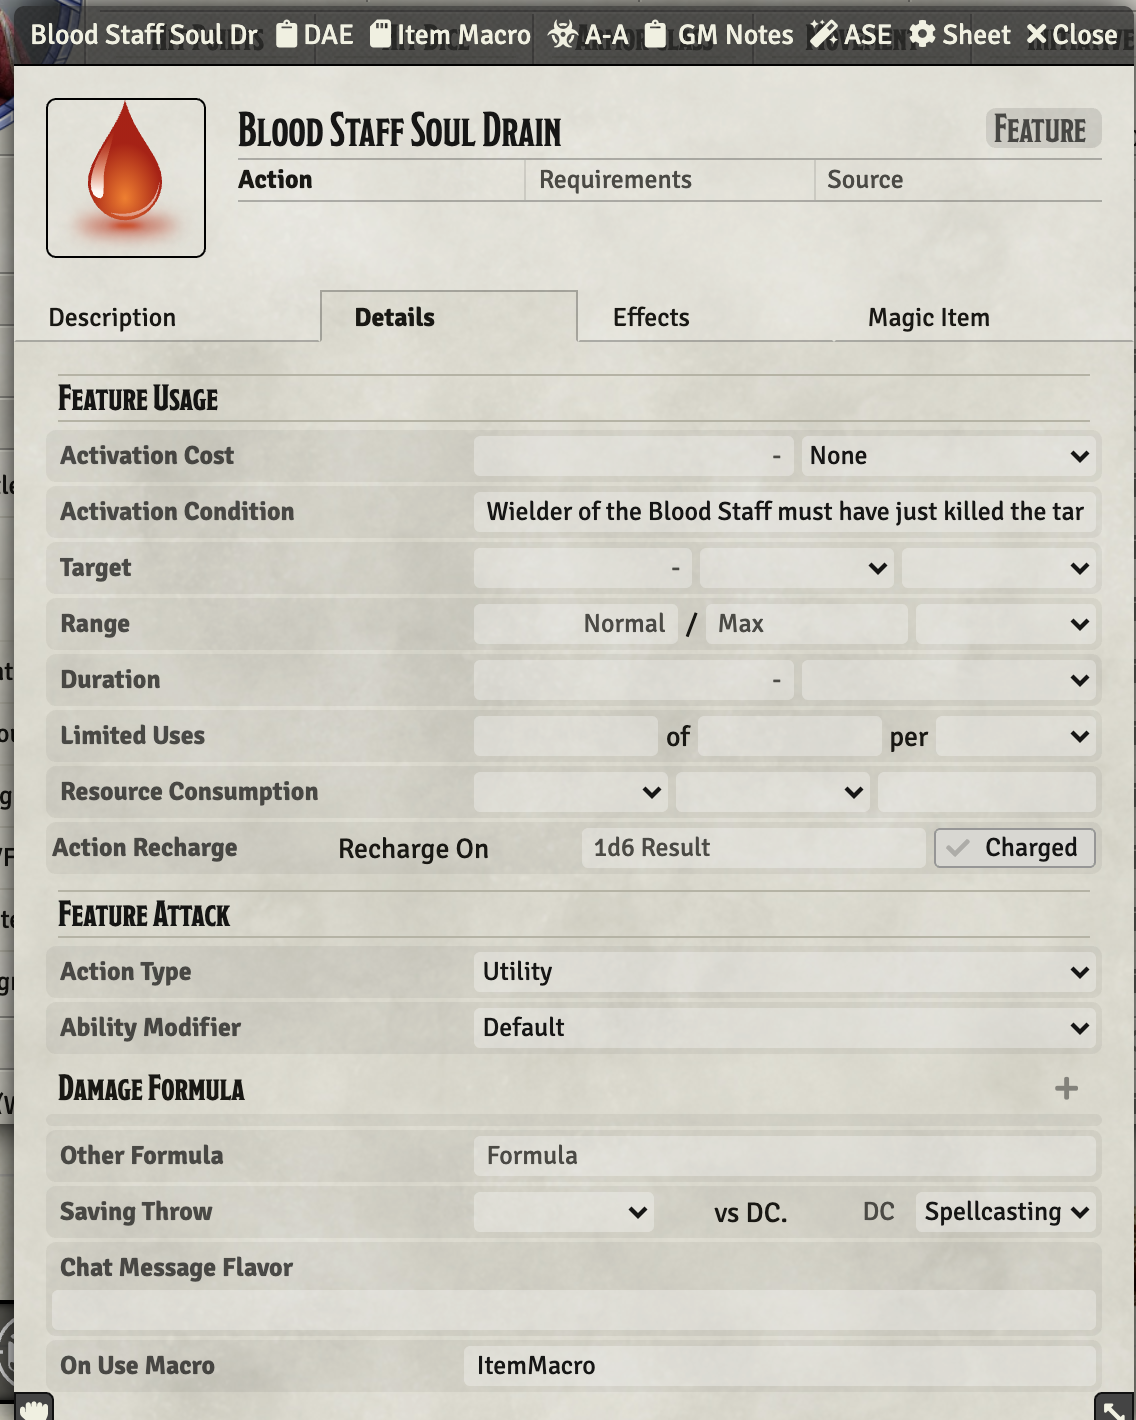 Blood Staff Soul Dr DAE Item Macro A-A GM Notes ASE Sheet Close
Blood Staff Soul Drain Feature
Action Requirements Source
Description Details Effects Magic Item
Feature Usage
Activation Cost - None
Activation Condition Wielder of the Blood Staff must have just killed the tar
Target -
Range Normal / Max
Duration -
Limited Uses of per
Resource Consumption
Action Recharge Recharge On 1d6 Result Charged
Feature Attack
Action Type Utility
Ability Modifier Default
Damage Formula +
Other Formula Formula
Saving Throw vs DC. DC Spellcasting
Chat Message Flavor
On Use Macro ItemMacro